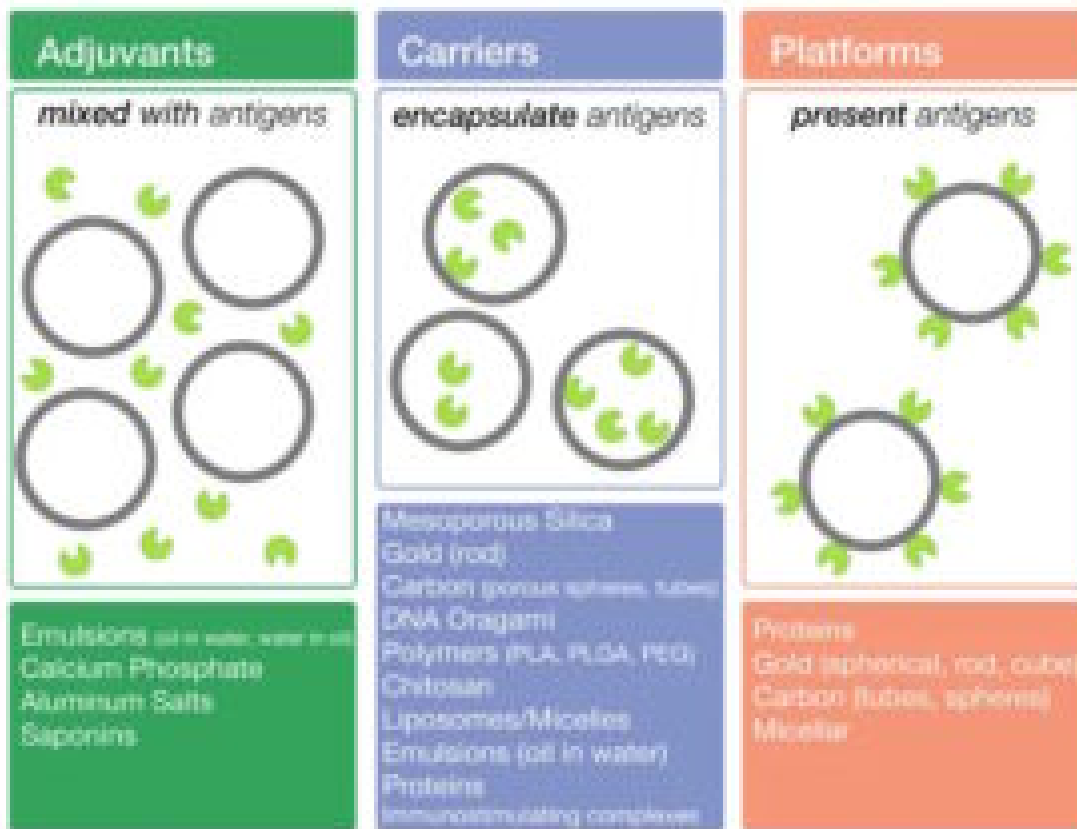 Adjuvants
mixed with antigens
Emulsions (oil in water, water in oil)
Calcium Phosphate
Aluminum Salts
Saponins
Carriers
encapsulate antigens
Mesoporous Silica
Gold (rod)
Carbon (porous spheres, tubes)
DNA Oragami
Polymers (PLA, PLGA, PEG)
Chitosan
Liposomes/Micelles
Emulsions (oil in water)
Proteins
Immunostimulating complexes
Platforms
present antigens
Proteins
Gold (spherical, rod, cube)
Carbon (tubes, spheres)
Micellar